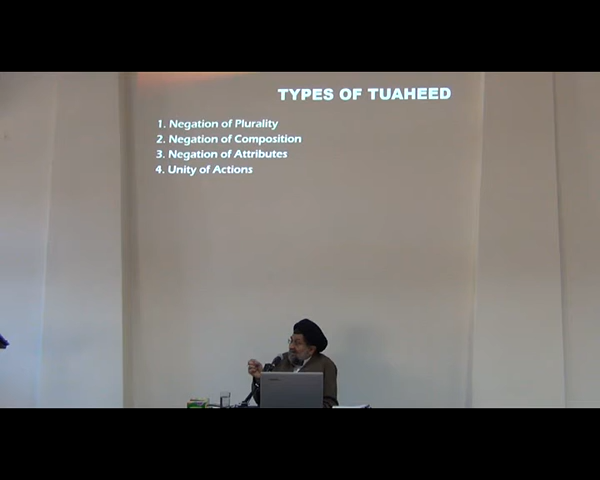 TYPES OF TUAHEED
1. Negation of Plurality
2. Negation of Composition
3. Negation of Attributes
4. Unity of Actions